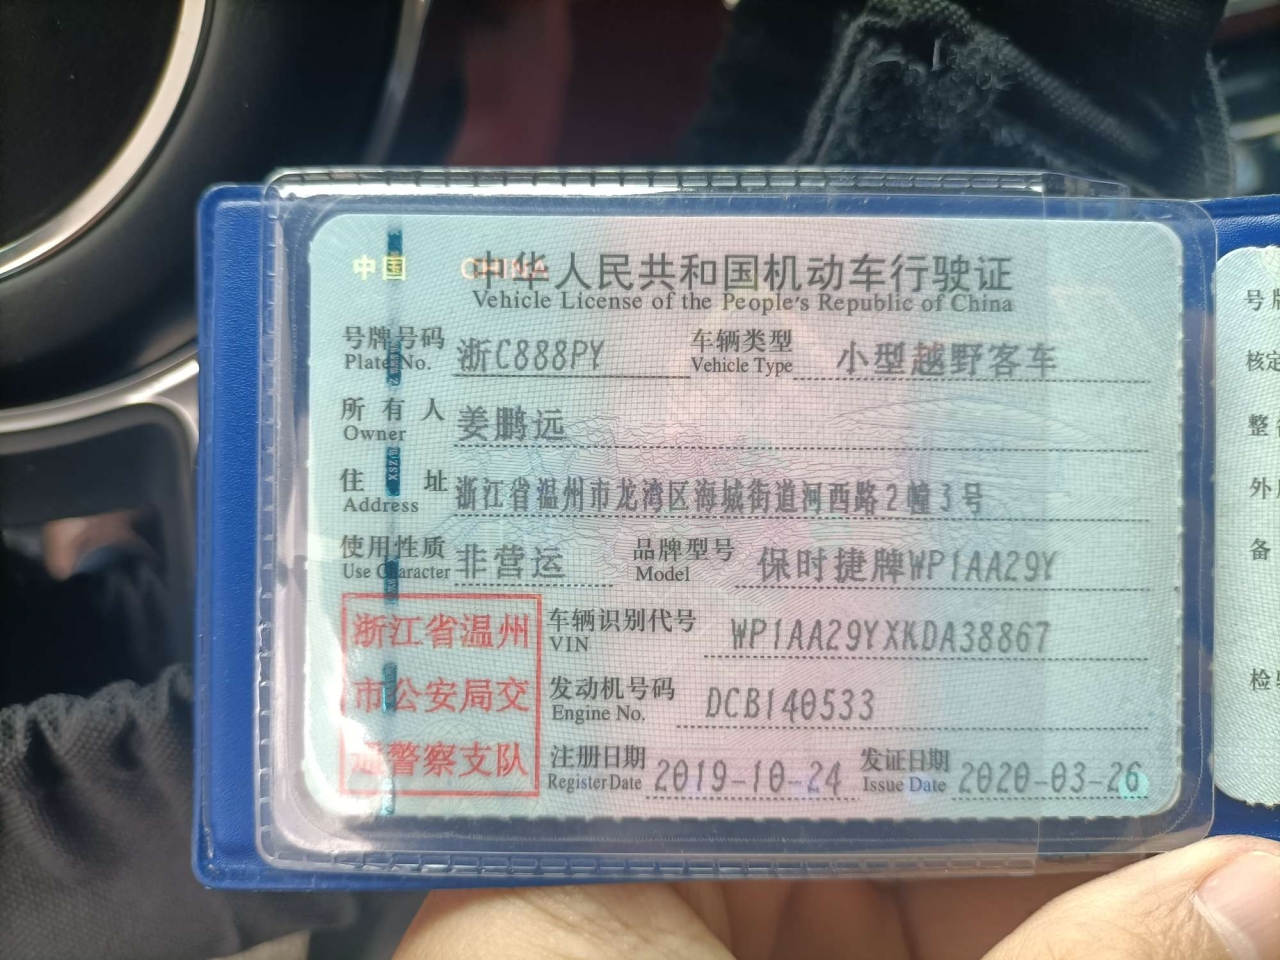 中国 CHINA
中华人民共和国机动车行驶证
Vehicle License of the People's Republic of China
号牌号码 浙C888PY 车辆类型 小型越野客车
Plate No. Vehicle Type
所有人 姜鹏远
Owner
住址 浙江省温州市龙湾区海城街道河西路2幢3号
Address
使用性质 非营运 品牌型号 保时捷牌WP1AA29Y
Use Character Model
浙江省温州
市公安局交
通警察支队
车辆识别代号 WP1AA29YXKDA38867
VIN
发动机号码 DCB140533
Engine No.
注册日期 2019-10-24 发证日期 2020-03-26
Register Date Issue Date
号牌
核定
整
外
备
检验